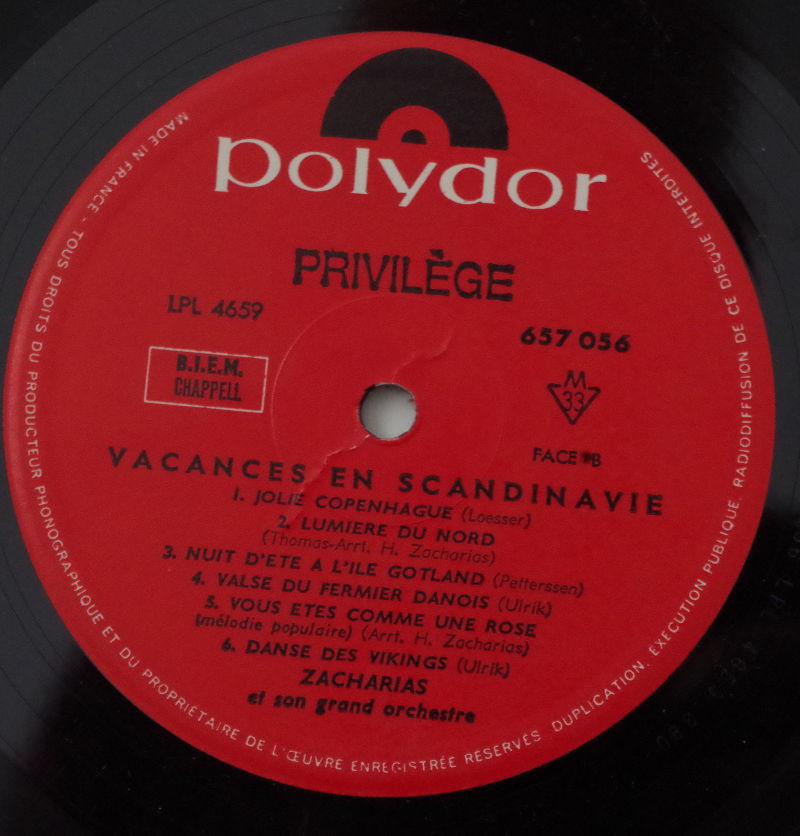 polydor
PRIVILÈGE
LPL 4659
657 056
B.I.E.M.
CHAPPELL
M
33
FACE B
VACANCES EN SCANDINAVIE
1. JOLIE COPENHAGUE (Loesser)
2. LUMIERE DU NORD
(Thomas-Arrt. H. Zacharias)
3. NUIT D'ETE A L'ILE GOTLAND (Petterssen)
4. VALSE DU FERMIER DANOIS (Ulrik)
5. VOUS ETES COMME UNE ROSE
(mélodie populaire) (Arrt. H. Zacharias)
6. DANSE DES VIKINGS (Ulrik)
ZACHARIAS
et son grand orchestre
MADE IN FRANCE - TOUS DROITS DU PRODUCTEUR PHONOGRAPHIQUE ET DU PROPRIÉTAIRE DE L'ŒUVRE ENREGISTRÉE RÉSERVÉS. DUPLICATION, EXECUTION PUBLIQUE, RADIODIFFUSION DE CE DISQUE INTERDITES